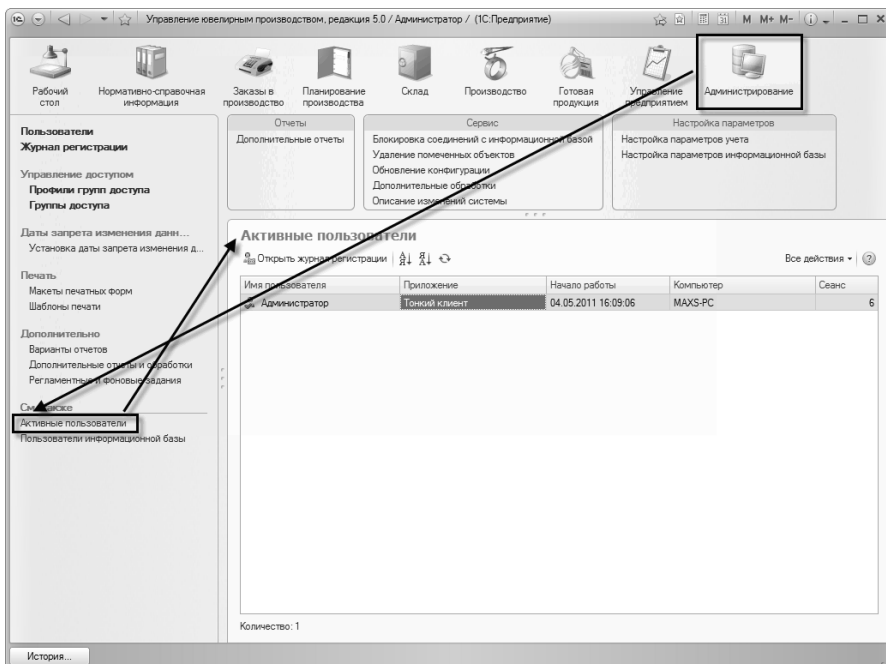 Управление ювелирным производством, редакция 5.0 / Администратор / (1С:Предприятие)
M M+ M-
Рабочий стол
Нормативно-справочная информация
Заказы в производство
Планирование производства
Склад
Производство
Готовая продукция
Управление предприятием
Администрирование
Пользователи
Журнал регистрации
Управление доступом
Профили групп доступа
Группы доступа
Даты запрета изменения данн...
Установка даты запрета изменения д...
Печать
Макеты печатных форм
Шаблоны печати
Дополнительно
Варианты отчетов
Дополнительные отчеты и обработки
Регламентные и фоновые задания
См. также
Активные пользователи
Пользователи информационной базы
Отчеты
Дополнительные отчеты
Сервис
Блокировка соединений с информационной базой
Удаление помеченных объектов
Обновление конфигурации
Дополнительные обработки
Описание изменений системы
Настройка параметров
Настройка параметров учета
Настройка параметров информационной базы
Активные пользователи
Открыть журнал регистрации
Все действия
Имя пользователя Приложение Начало работы Компьютер Сеанс
Администратор Тонкий клиент 04.05.2011 16:09:06 MAXS-PC 6
Количество: 1
История...